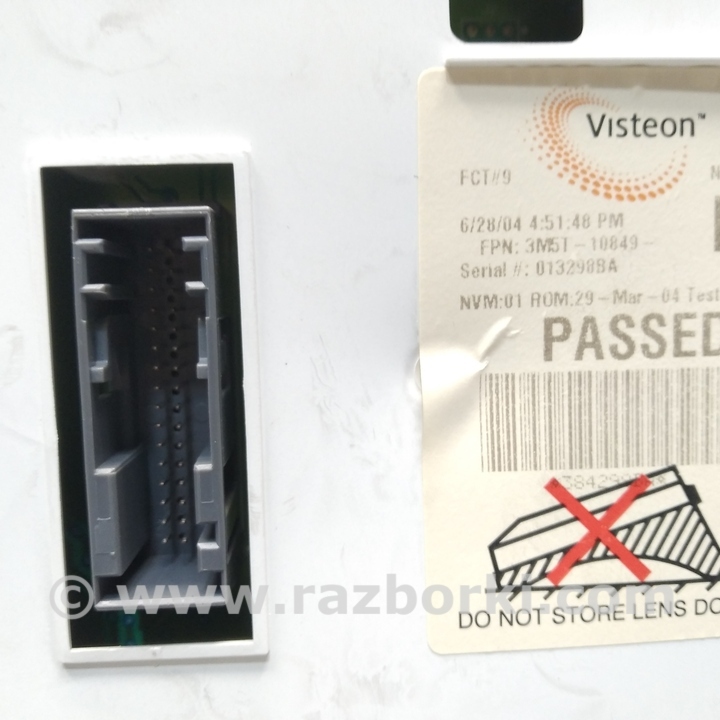 Visteon™
FCT#9
6/28/04 4:51:48 PM
FPN: 3M5T-10849-
Serial #: 013298BA
NVM:01 ROM:29-Mar-04 Test
PASSED
© www.razborki.com
DO NOT STORE LENS DO